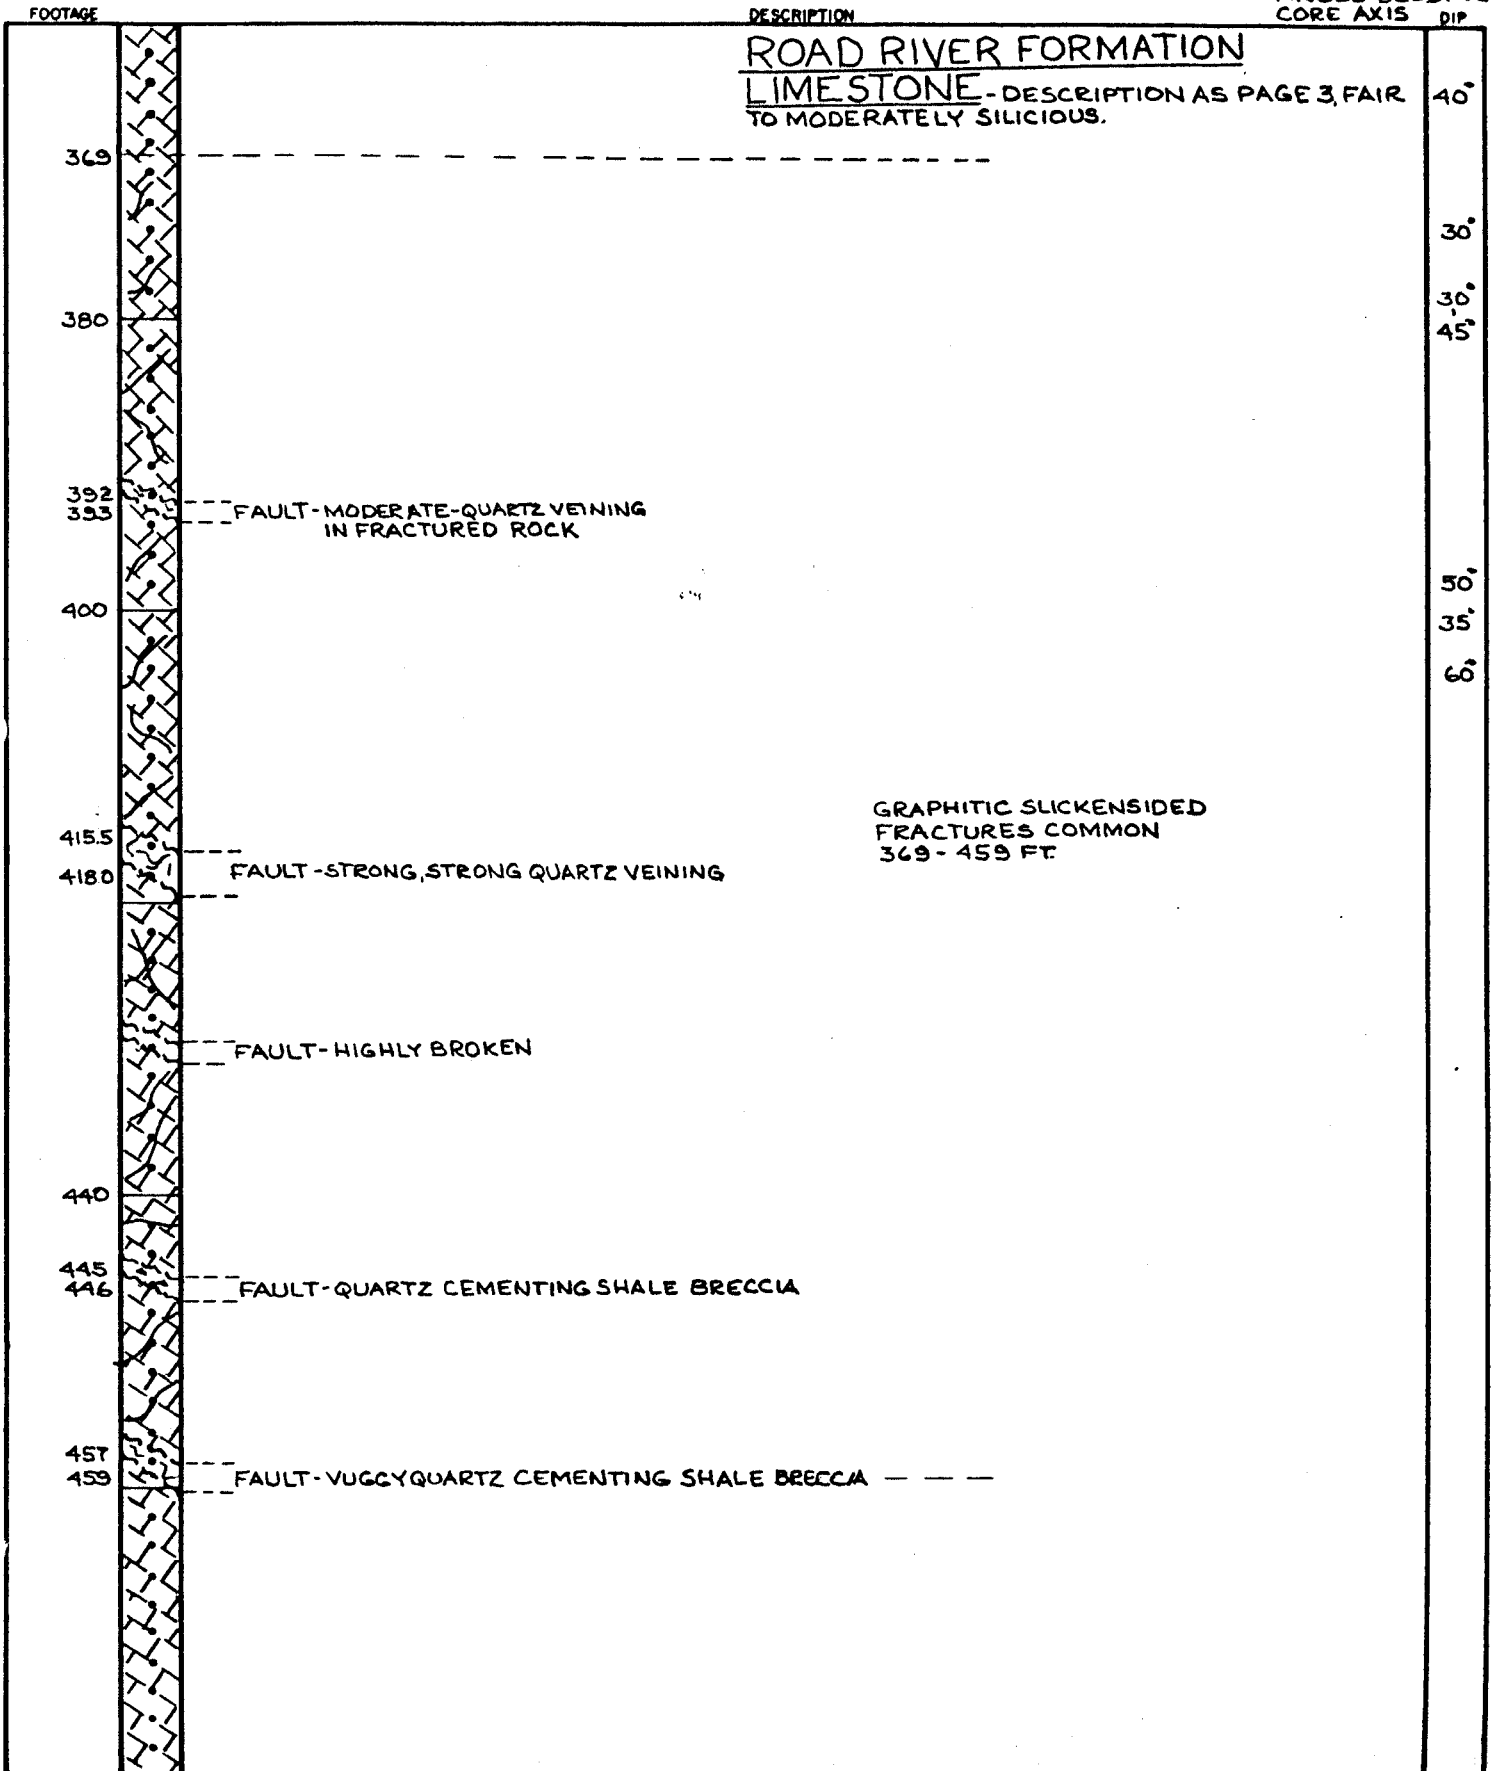 FOOTAGE
DESCRIPTION
CORE AXIS DIP
ROAD RIVER FORMATION
LIMESTONE-DESCRIPTION AS PAGE 3, FAIR
TO MODERATELY SILICIOUS.
40°
369
30°
30°
380
45°
392
393
FAULT-MODERATE-QUARTZ VEINING
IN FRACTURED ROCK
50°
400
35°
60°
GRAPHITIC SLICKENSIDED
FRACTURES COMMON
369-459 FT.
415.5
418.0
FAULT-STRONG, STRONG QUARTZ VEINING
FAULT-HIGHLY BROKEN
440
445
446
FAULT-QUARTZ CEMENTING SHALE BRECCIA
457
459
FAULT-VUGGY QUARTZ CEMENTING SHALE BRECCIA